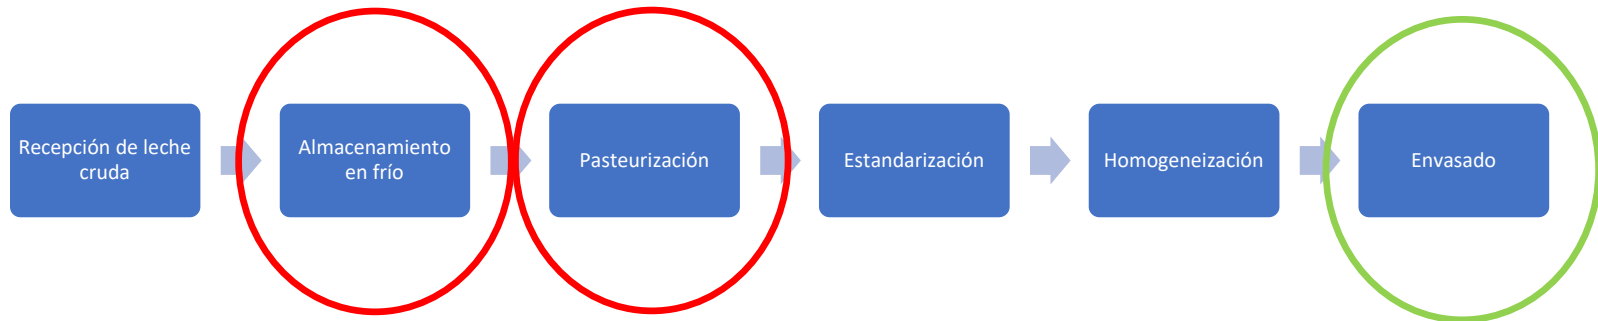 Recepción de leche
cruda
Almacenamiento
en frío
Pasteurización
Estandarización
Homogeneización
Envasado